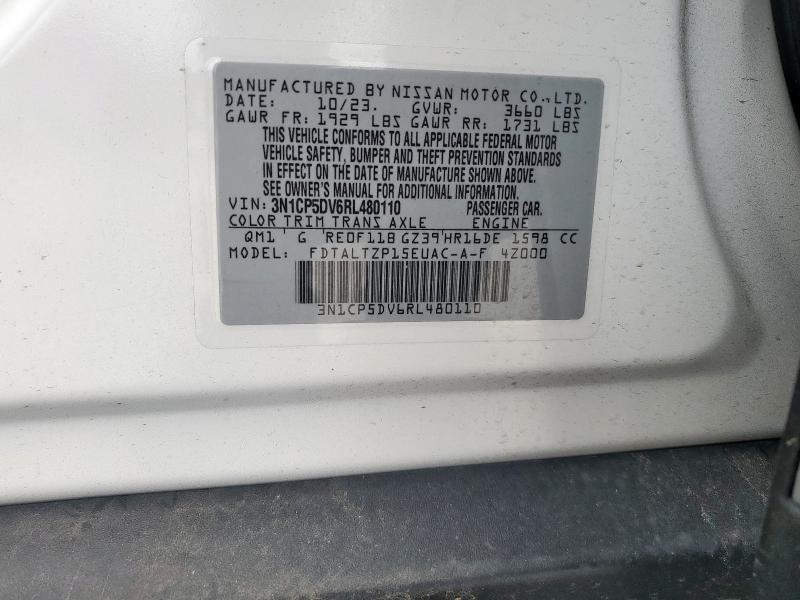 MANUFACTURED BY NISSAN MOTOR CO.,LTD.
DATE: 10/23. GVWR: 3660 LBS
GAWR FR: 1929 LBS GAWR RR: 1731 LBS
THIS VEHICLE CONFORMS TO ALL APPLICABLE FEDERAL MOTOR
VEHICLE SAFETY, BUMPER AND THEFT PREVENTION STANDARDS
IN EFFECT ON THE DATE OF MANUFACTURE SHOWN ABOVE.
SEE OWNER'S MANUAL FOR ADDITIONAL INFORMATION.
VIN: 3N1CP5DV6RL480110 PASSENGER CAR.
COLOR TRIM TRANS AXLE ENGINE
QM1 ' G 'RE0F11B GZ39'HR16DE 1598 CC
MODEL: FDTALTZP15EUAC-A-F 4Z000
3N1CP5DV6RL480110